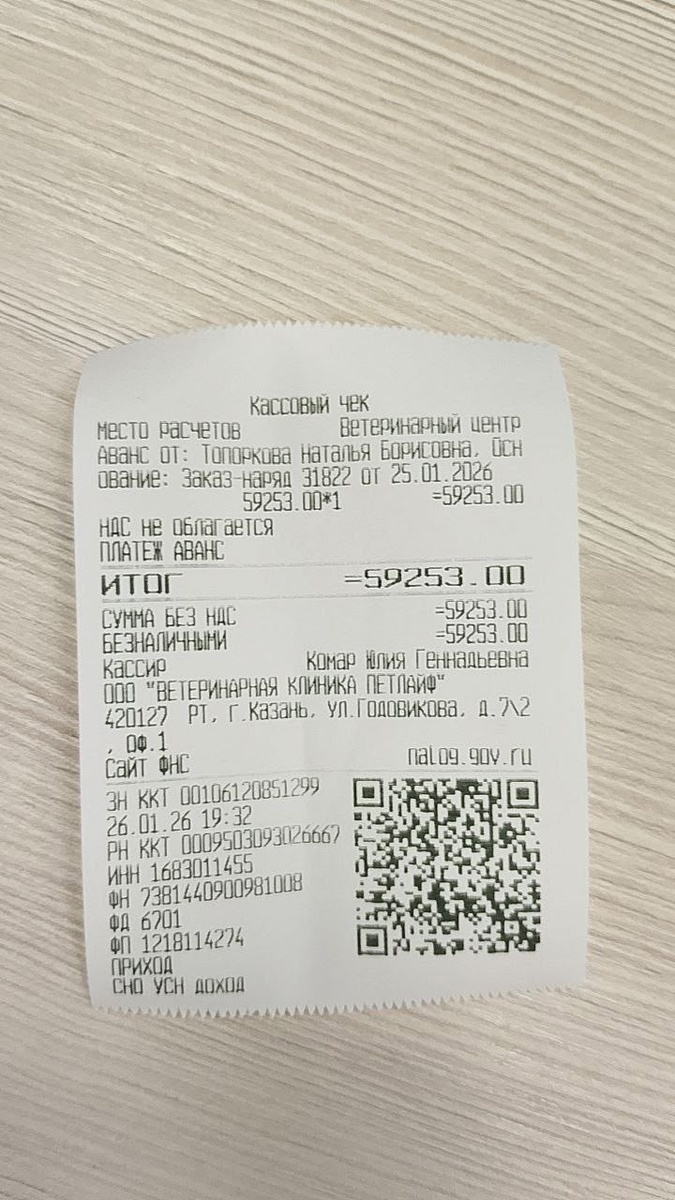 Кассовый чек
Место расчетов Ветеринарный центр
Аванс от: Топоркова Наталья Борисовна, Осн
ование: Заказ-наряд 31822 от 25.01.2026
59253.00*1 =59253.00
НДС не облагается
ПЛАТЕЖ АВАНС
ИТОГ =59253.00
СУММА БЕЗ НДС =59253.00
БЕЗНАЛИЧНЫМИ =59253.00
Кассир Комар Юлия Геннадьевна
ООО "ВЕТЕРИНАРНАЯ КЛИНИКА ПЕТЛАЙФ"
420127 РТ, г.Казань, ул.Годовикова, д.7\2
, оф.1
Сайт ФНС nalog.gov.ru
ЗН ККТ 00106120851299
26.01.26 19:32
РН ККТ 0009503093026667
ИНН 1683011455
ФН 7381440900981008
ФД 6701
ФП 1218114274
ПРИХОД
СНО УСН доход